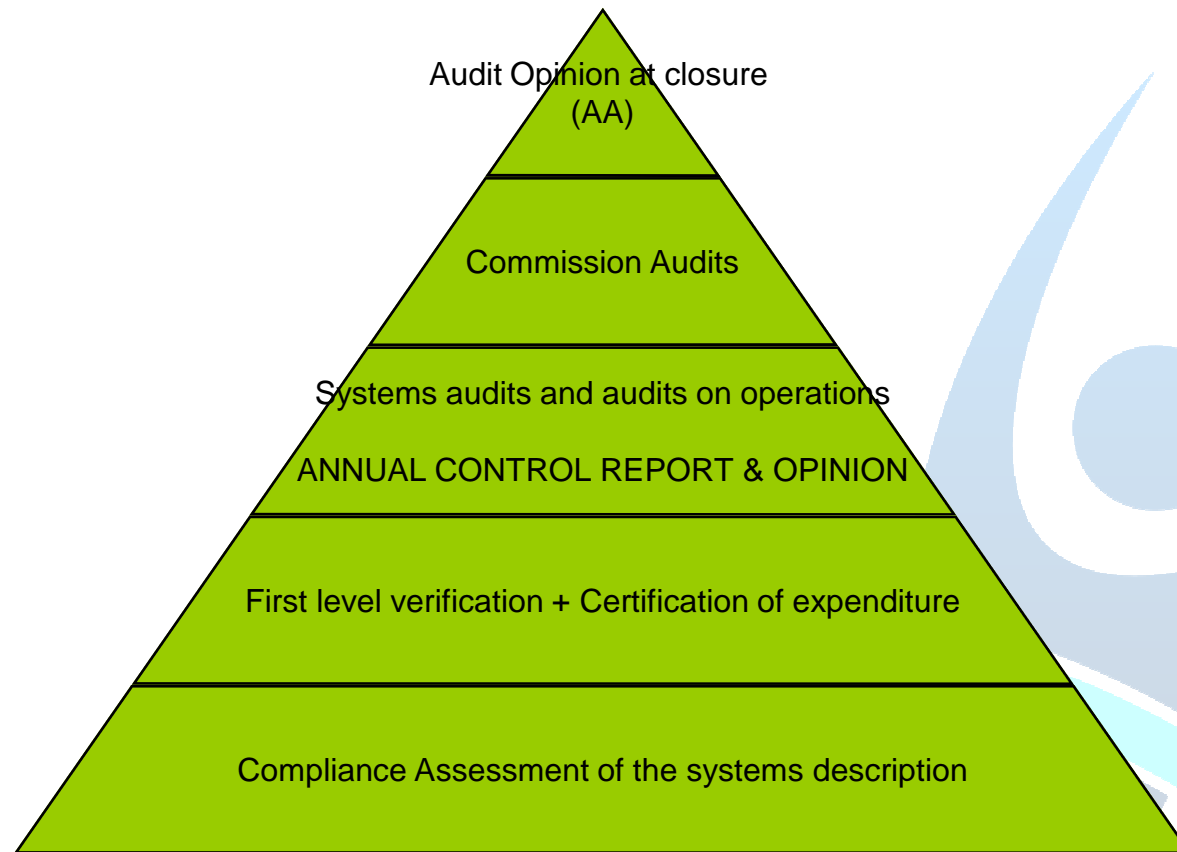 Audit Opinion at closure
(AA)
Commission Audits
Systems audits and audits on operations
ANNUAL CONTROL REPORT & OPINION
First level verification + Certification of expenditure
Compliance Assessment of the systems description